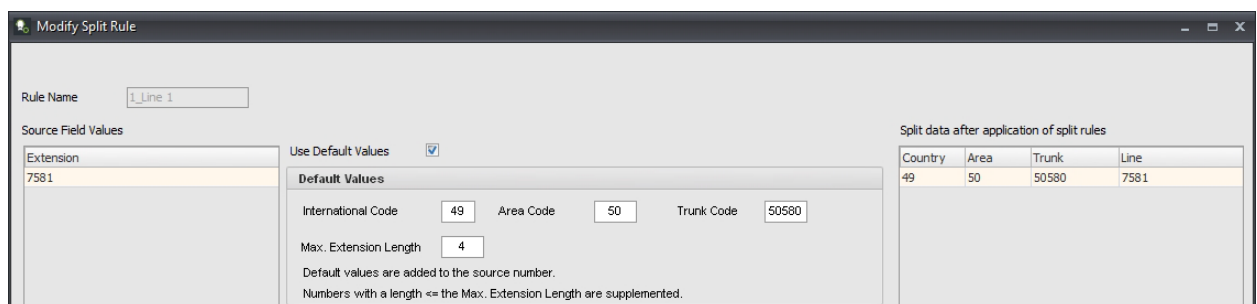 Modify Split Rule
Rule Name 1_Line 1
Source Field Values
Extension
7581
Use Default Values
Default Values
International Code 49 Area Code 50 Trunk Code 50580
Max. Extension Length 4
Default values are added to the source number.
Numbers with a length <= the Max. Extension Length are supplemented.
Split data after application of split rules
Country Area Trunk Line
49 50 50580 7581